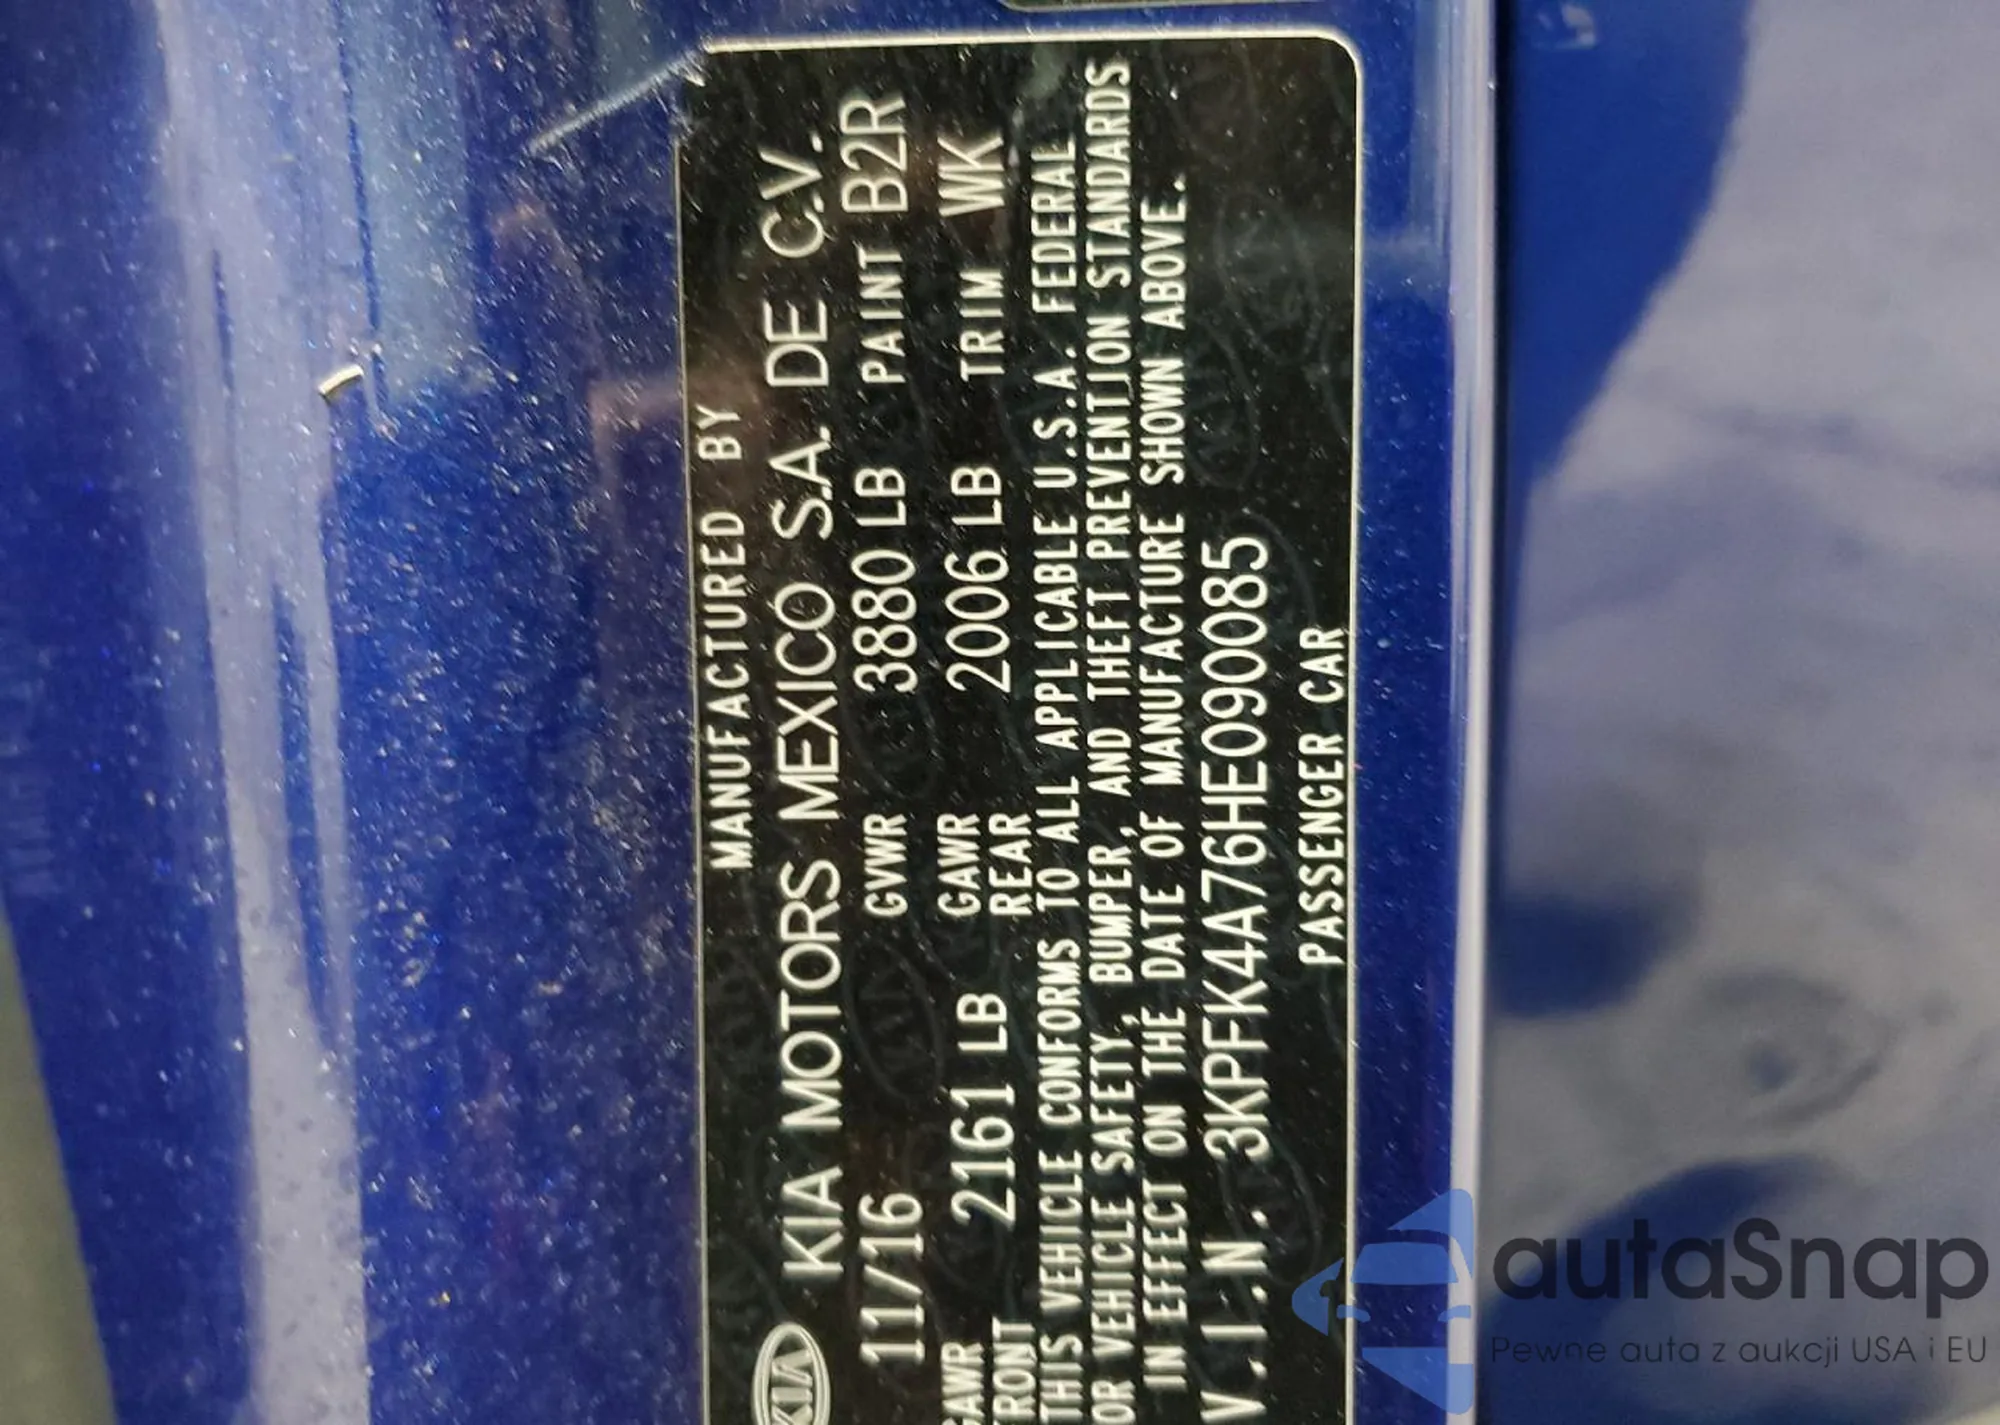 MANUFACTURED BY
KIA KIA MOTORS MEXICO S.A. DE C.V.
11/16 GVWR 3880 LB PAINT B2R
GAWR FRONT 2161 LB GAWR REAR 2006 LB TRIM WK
THIS VEHICLE CONFORMS TO ALL APPLICABLE U.S.A. FEDERAL
OR VEHICLE SAFETY, BUMPER, AND THEFT PREVENTION STANDARDS
IN EFFECT ON THE DATE OF MANUFACTURE SHOWN ABOVE.
V.I.N. 3KPFK4A76HE090085
PASSENGER CAR
autaSnap
Pewne auta z aukcji USA i EU